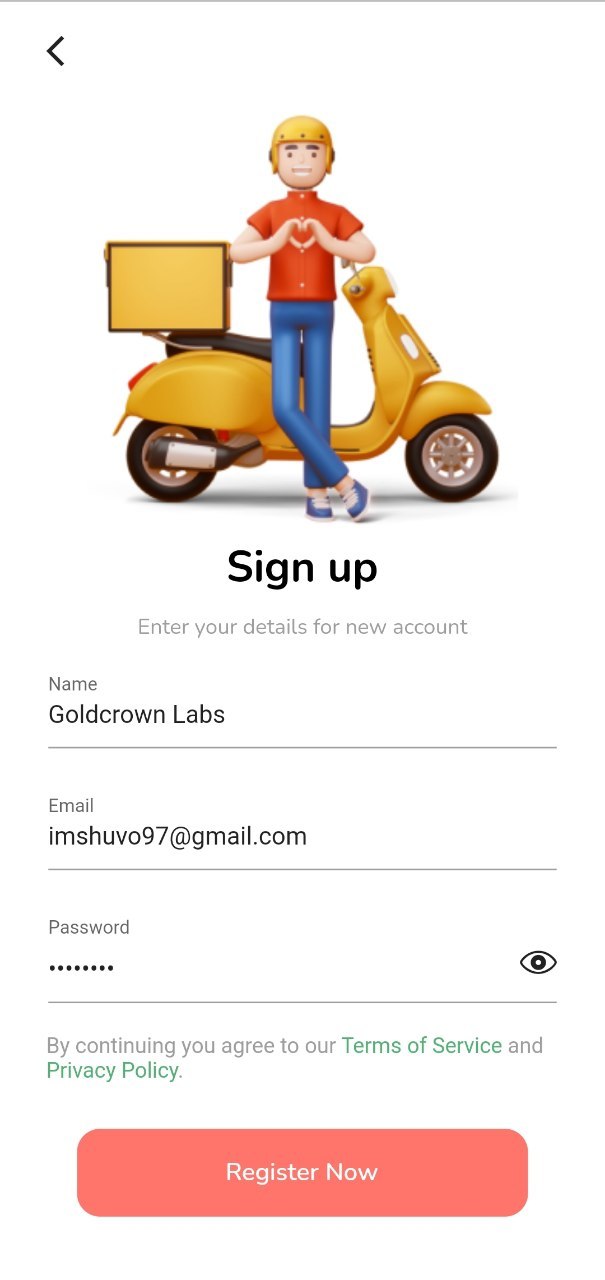 Sign up
Enter your details for new account
Name
Goldcrown Labs
Email
imshuvo97@gmail.com
Password
••••••••
By continuing you agree to our Terms of Service and
Privacy Policy.
Register Now